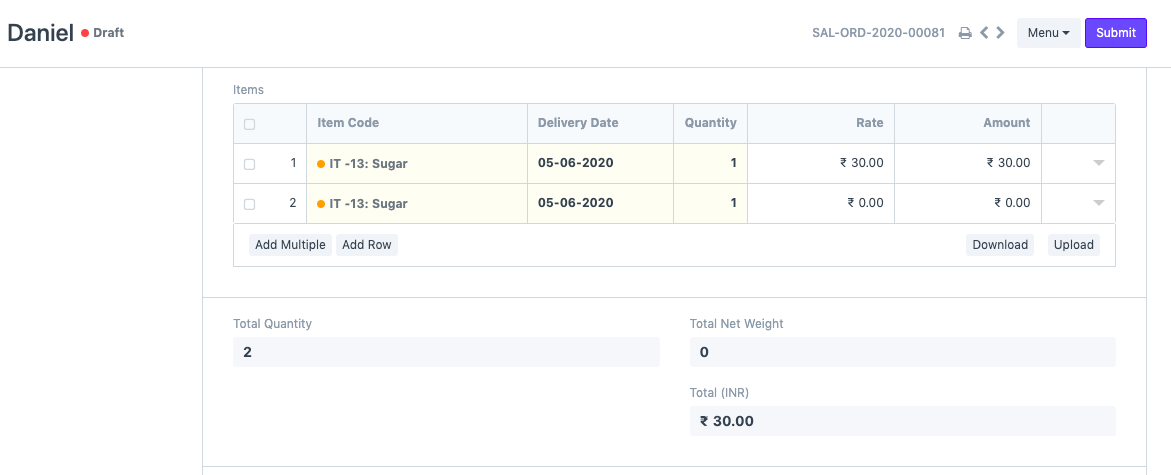 Daniel Draft SAL-ORD-2020-00081 Menu Submit
Items
Item Code Delivery Date Quantity Rate Amount
1 IT -13: Sugar 05-06-2020 1 ₹ 30.00 ₹ 30.00
2 IT -13: Sugar 05-06-2020 1 ₹ 0.00 ₹ 0.00
Add Multiple Add Row Download Upload
Total Quantity Total Net Weight
2 0
Total (INR)
₹ 30.00